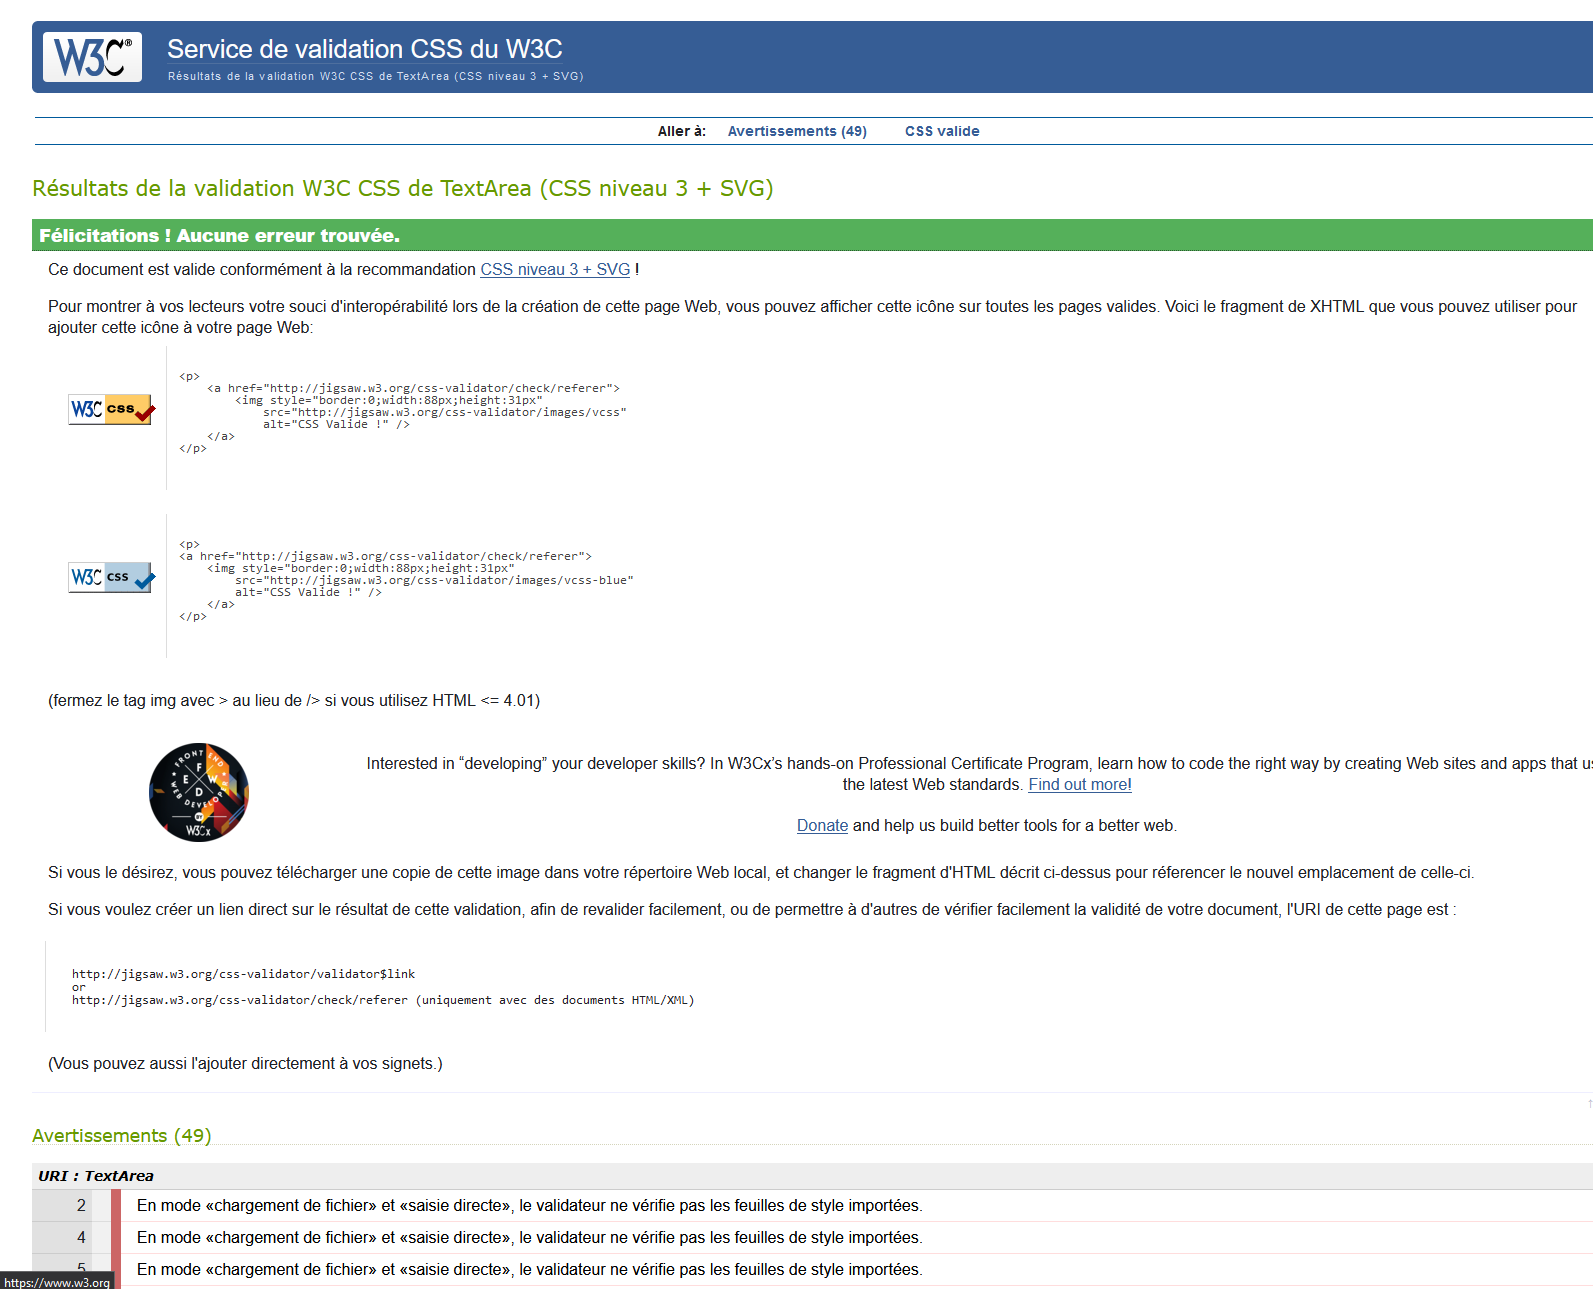 W3C®
Service de validation CSS du W3C
Résultats de la validation W3C CSS de TextArea (CSS niveau 3 + SVG)
Aller à: Avertissements (49) CSS valide
Résultats de la validation W3C CSS de TextArea (CSS niveau 3 + SVG)
Félicitations ! Aucune erreur trouvée.
Ce document est valide conformément à la recommandation CSS niveau 3 + SVG !
Pour montrer à vos lecteurs votre souci d'interopérabilité lors de la création de cette page Web, vous pouvez afficher cette icône sur toutes les pages valides. Voici le fragment de XHTML que vous pouvez utiliser pour
ajouter cette icône à votre page Web:
W3C css
<p>
<a href="http://jigsaw.w3.org/css-validator/check/referer">
<img style="border:0;width:88px;height:31px"
src="http://jigsaw.w3.org/css-validator/images/vcss"
alt="CSS Valide !" />
</a>
</p>
W3C css
<p>
<a href="http://jigsaw.w3.org/css-validator/check/referer">
<img style="border:0;width:88px;height:31px"
src="http://jigsaw.w3.org/css-validator/images/vcss-blue"
alt="CSS Valide !" />
</a>
</p>
(fermez le tag img avec > au lieu de /> si vous utilisez HTML <= 4.01)
FRONT END
F E W D
WEB DEVELOP
W3Cx
Interested in “developing” your developer skills? In W3Cx’s hands-on Professional Certificate Program, learn how to code the right way by creating Web sites and apps that
the latest Web standards. Find out more!
Donate and help us build better tools for a better web.
Si vous le désirez, vous pouvez télécharger une copie de cette image dans votre répertoire Web local, et changer le fragment d'HTML décrit ci-dessus pour réferencer le nouvel emplacement de celle-ci.
Si vous voulez créer un lien direct sur le résultat de cette validation, afin de revalider facilement, ou de permettre à d'autres de vérifier facilement la validité de votre document, l'URI de cette page est :
http://jigsaw.w3.org/css-validator/validator$link
or
http://jigsaw.w3.org/css-validator/check/referer (uniquement avec des documents HTML/XML)
(Vous pouvez aussi l'ajouter directement à vos signets.)
↑
Avertissements (49)
URI : TextArea
2 En mode «chargement de fichier» et «saisie directe», le validateur ne vérifie pas les feuilles de style importées.
4 En mode «chargement de fichier» et «saisie directe», le validateur ne vérifie pas les feuilles de style importées.
5 En mode «chargement de fichier» et «saisie directe», le validateur ne vérifie pas les feuilles de style importées.
https://www.w3.org